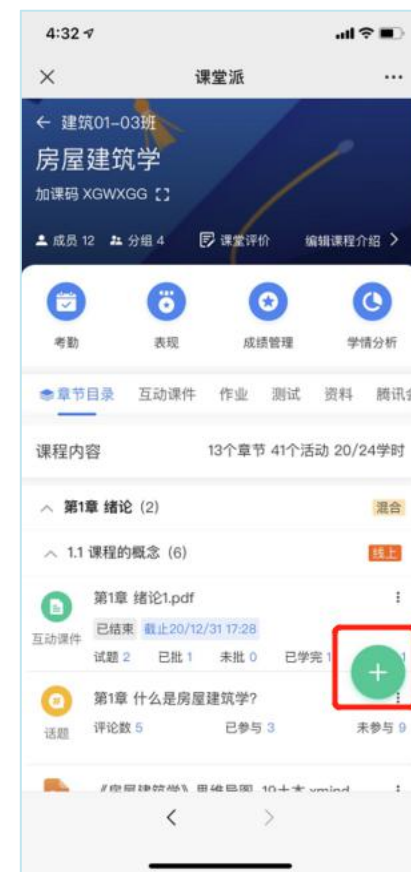 4:32
课堂派
建筑01-03班
房屋建筑学
加课码 XGWXGG
成员 12 分组 4 课堂评价 编辑课程介绍
考勤 表现 成绩管理 学情分析
章节目录 互动课件 作业 测试 资料 腾讯
课程内容 13个章节 41个活动 20/24学时
第1章 绪论 (2) 混合
1.1 课程的概念 (6) 线上
第1章 绪论1.pdf
互动课件
已结束 截止20/12/31 17:28
试题 2 已批 1 未批 0 已学完 1
第1章 什么是房屋建筑学?
话题
评论数 5 已参与 3 未参与 9